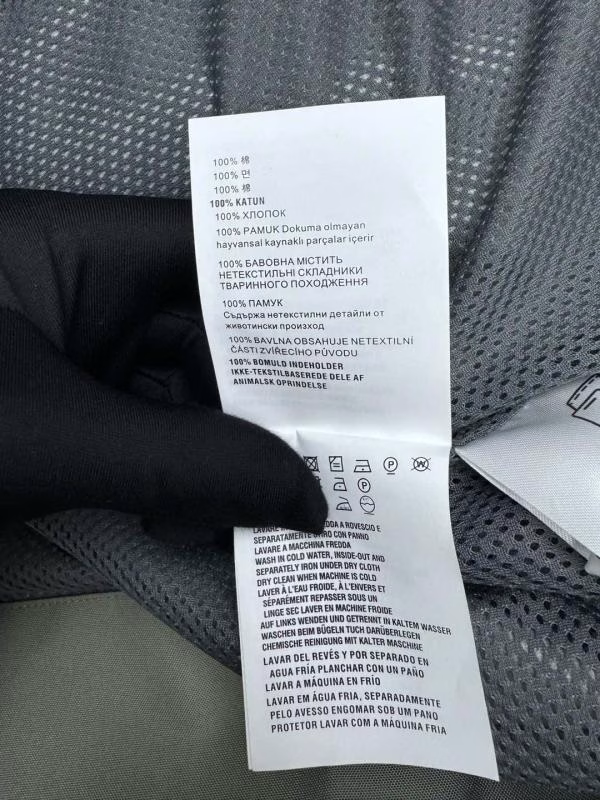 100% 棉
100% 면
100% 棉
100% KATUN
100% ХЛОПОК
100% PAMUK Dokuma olmayan
hayvansal kaynaklı parçalar içerir
100% БАВОВНА МІСТИТЬ
НЕТЕКСТИЛЬНІ СКЛАДНИКИ
ТВАРИННОГО ПОХОДЖЕННЯ
100% ПАМУК
Съдържа нетекстилни детайли от
животински произход
100% BAVLNA OBSAHUJE NETEXTILNÍ
ČÁSTI ZVÍŘECÍHO PŮVODU
100% BOMULD INDEHOLDER
IKKE-TEKSTILBASEREDE DELE AF
ANIMALSK OPRINDELSE
P W
P
LAVARE A ROVESCIO E
SEPARATAMENTE CON PANNO
LAVARE A MACCHINA FREDDA
WASH IN COLD WATER, INSIDE-OUT AND
SEPARATELY IRON UNDER DRY CLOTH
DRY CLEAN WHEN MACHINE IS COLD
LAVER À L'EAU FROIDE, À L'ENVERS ET
SÉPARÉMENT REPASSER SOUS UN
LINGE SEC LAVER EN MACHINE FROIDE
AUF LINKS WENDEN UND GETRENNT IN KALTEM WASSER
WASCHEN BEIM BÜGELN TUCH DARÜBERLEGEN
CHEMISCHE REINIGUNG MIT KALTER MASCHINE
LAVAR DEL REVÉS Y POR SEPARADO EN
AGUA FRÍA PLANCHAR CON UN PAÑO
LAVAR A MÁQUINA EN FRÍO
LAVAR EM ÁGUA FRIA, SEPARADAMENTE
PELO AVESSO ENGOMAR SOB UM PANO
PROTETOR LAVAR COM A MÁQUINA FRIA